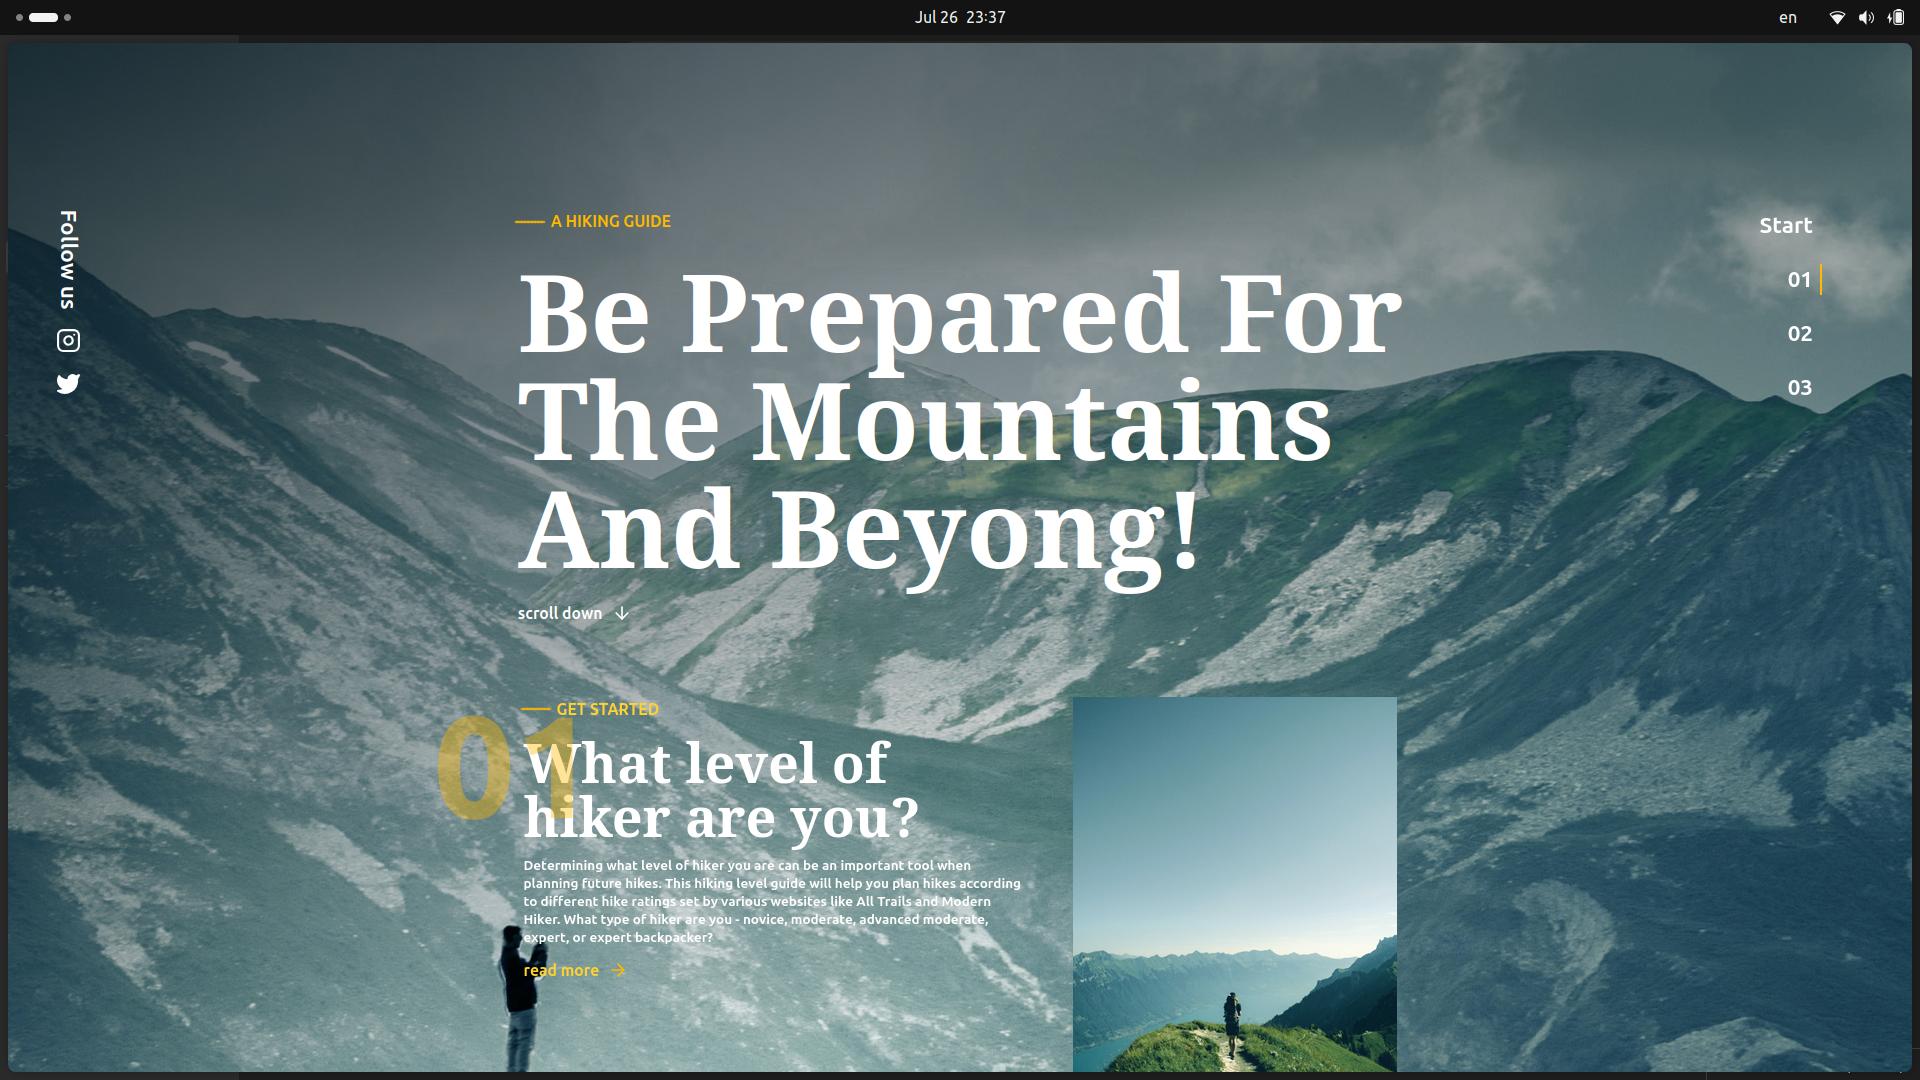 Jul 26 23:37
en
Follow us
A HIKING GUIDE
Be Prepared For
The Mountains
And Beyong!
scroll down
Start
01
02
03
GET STARTED
01
What level of
hiker are you?
Determining what level of hiker you are can be an important tool when
planning future hikes. This hiking level guide will help you plan hikes according
to different hike ratings set by various websites like All Trails and Modern
Hiker. What type of hiker are you - novice, moderate, advanced moderate,
expert, or expert backpacker?
read more